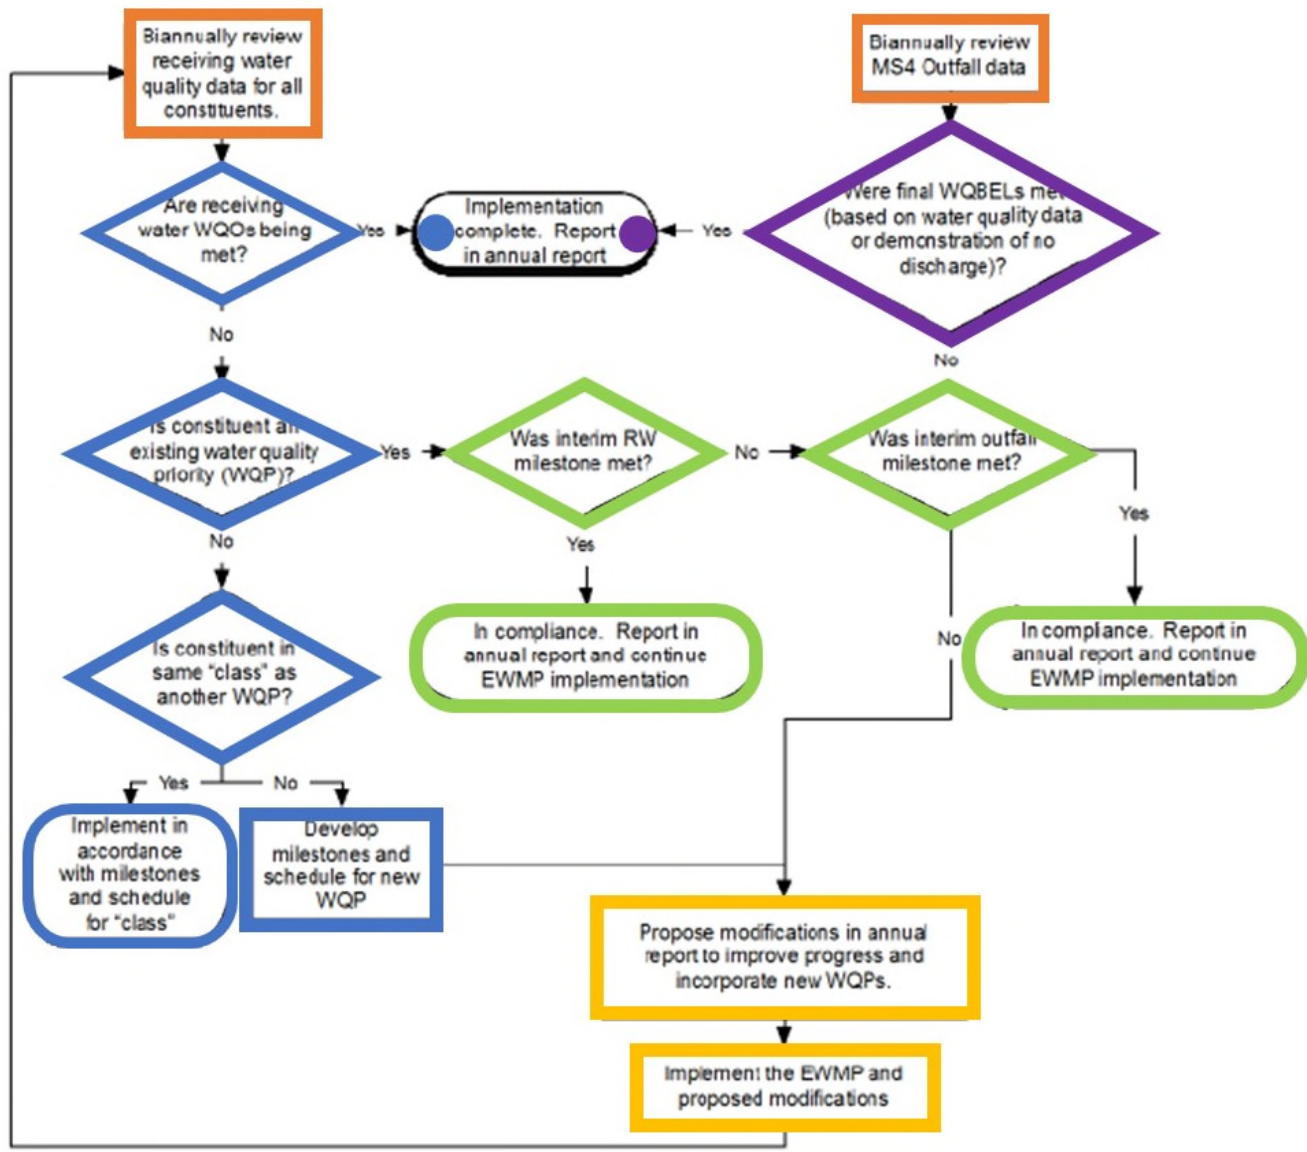 Biannually review
receiving water
quality data for all
constituents.
Biannually review
MS4 Outfall data
Are receiving
water WQOs being
met?
Yes
Implementation
complete. Report
in annual report
Yes
Were final WQBELs met
(based on water quality data
or demonstration of no
discharge)?
No
No
Is constituent an
existing water quality
priority (WQP)?
Yes
Was interim RW
milestone met?
No
Was interim outfall
milestone met?
Yes
No
Yes
Is constituent in
same "class" as
another WQP?
In compliance. Report in
annual report and continue
EWMP implementation
No
In compliance. Report in
annual report and continue
EWMP implementation
Yes
No
Implement in
accordance
with milestones
and schedule
for "class"
Develop
milestones and
schedule for new
WQP
Propose modifications in annual
report to improve progress and
incorporate new WQPs.
Implement the EWMP and
proposed modifications